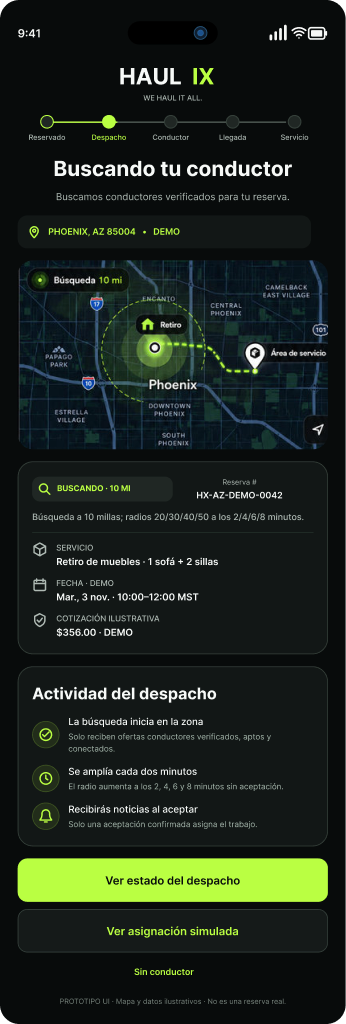 9:41
HAUL IX
WE HAUL IT ALL.
Reservado
Despacho
Conductor
Llegada
Servicio
Buscando tu conductor
Buscamos conductores verificados para tu reserva.
PHOENIX, AZ 85004 • DEMO
Búsqueda 10 mi
CAMELBACK
EAST VILLAGE
ENCANTO
17
CENTRAL
PHOENIX
Retiro
101
PAPAGO
PARK
Área de servicio
10
Phoenix
ESTRELLA
VILLAGE
DOWNTOWN
PHOENIX
SOUTH
PHOENIX
BUSCANDO · 10 MI
Reserva #
HX-AZ-DEMO-0042
Búsqueda a 10 millas; radios 20/30/40/50 a los 2/4/6/8 minutos.
SERVICIO
Retiro de muebles · 1 sofá + 2 sillas
FECHA · DEMO
Mar., 3 nov. · 10:00–12:00 MST
COTIZACIÓN ILUSTRATIVA
$356.00 · DEMO
Actividad del despacho
La búsqueda inicia en la zona
Solo reciben ofertas conductores verificados, aptos y
conectados.
Se amplía cada dos minutos
El radio aumenta a los 2, 4, 6 y 8 minutos sin aceptación.
Recibirás noticias al aceptar
Solo una aceptación confirmada asigna el trabajo.
Ver estado del despacho
Ver asignación simulada
Sin conductor
PROTOTIPO UI · Mapa y datos ilustrativos · No es una reserva real.